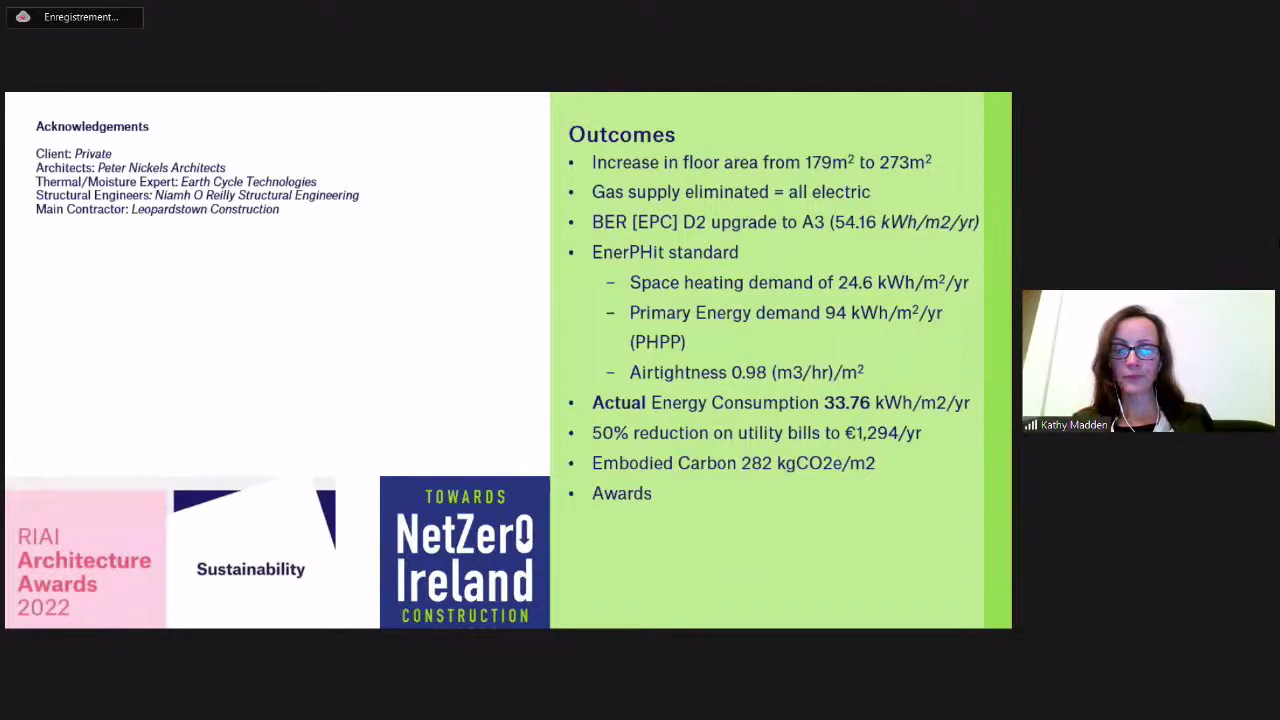 Enregistrement...
Acknowledgements
Client: Private
Architects: Peter Nickels Architects
Thermal/Moisture Expert: Earth Cycle Technologies
Structural Engineers: Niamh O Reilly Structural Engineering
Main Contractor: Leopardstown Construction
RIAI
Architecture
Awards
2022
Sustainability
TOWARDS
NetZerO
Ireland
CONSTRUCTION
Outcomes
• Increase in floor area from 179m² to 273m²
• Gas supply eliminated = all electric
• BER [EPC] D2 upgrade to A3 (54.16 kWh/m2/yr)
• EnerPHit standard
– Space heating demand of 24.6 kWh/m²/yr
– Primary Energy demand 94 kWh/m²/yr
(PHPP)
– Airtightness 0.98 (m3/hr)/m²
• Actual Energy Consumption 33.76 kWh/m2/yr
• 50% reduction on utility bills to €1,294/yr
• Embodied Carbon 282 kgCO2e/m2
• Awards
Kathy Madden